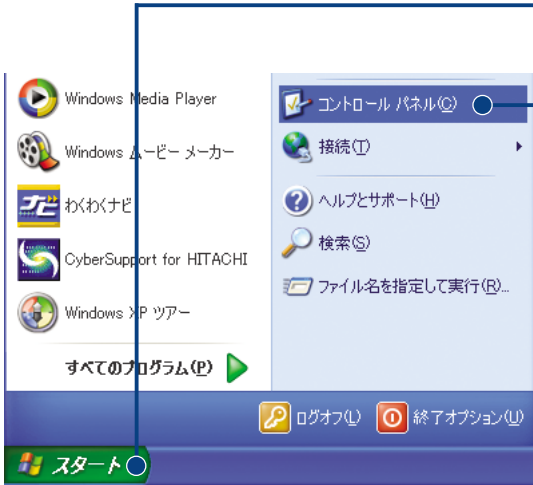 Windows Media Player
Windows ムービー メーカー
わくわくナビ
CyberSupport for HITACHI
Windows XP ツアー
すべてのプログラム(P)
コントロール パネル(C)
接続(T)
ヘルプとサポート(H)
検索(S)
ファイル名を指定して実行(R)...
ログオフ(L)
終了オプション(U)
スタート